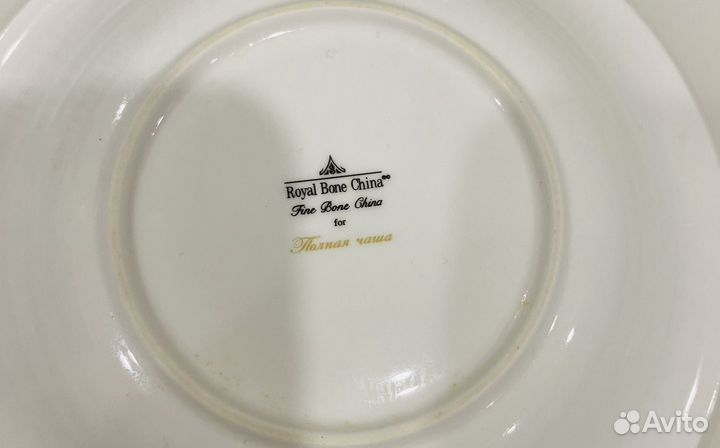 Royal Bone China
Fine Bone China
for
Полная чаша
Avito